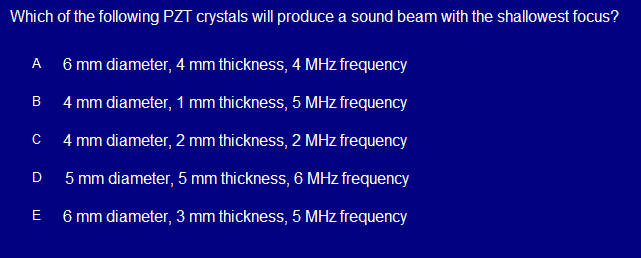 Which of the following PZT crystals will produce a sound beam with the shallowest focus?
A 6 mm diameter, 4 mm thickness, 4 MHz frequency
B 4 mm diameter, 1 mm thickness, 5 MHz frequency
C 4 mm diameter, 2 mm thickness, 2 MHz frequency
D 5 mm diameter, 5 mm thickness, 6 MHz frequency
E 6 mm diameter, 3 mm thickness, 5 MHz frequency